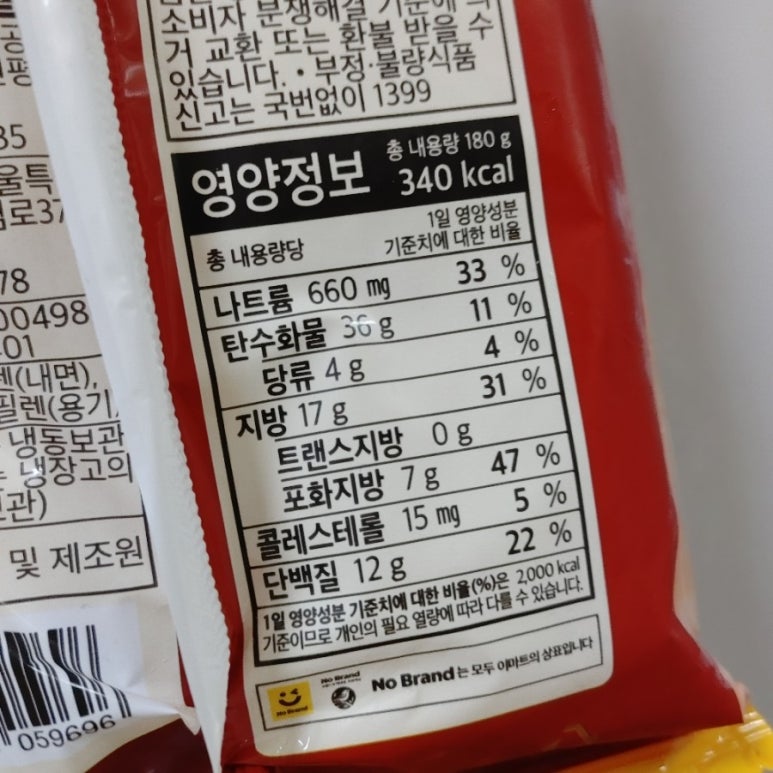 소비자 분쟁해결 기준에
거 교환 또는 환불 받을 수
있습니다. • 부정·불량식품
신고는 국번없이 1399
영양정보
총 내용량 180 g
340 kcal
총 내용량당
1일 영양성분
기준치에 대한 비율
나트륨 660 mg 33 %
탄수화물 36 g 11 %
당류 4 g 4 %
지방 17 g 31 %
트랜스지방 0 g
포화지방 7 g 47 %
콜레스테롤 15 mg 5 %
단백질 12 g 22 %
1일 영양성분 기준치에 대한 비율(%)은 2,000 kcal
기준이므로 개인의 필요 열량에 따라 다를 수 있습니다.
No Brand
No Brand
No Brand는 모두 이마트의 상표입니다
35
울특
로37
78
00498
01
젠(내면),
필렌(용기
냉동보관
냉장고의
관)
및 제조원
059696